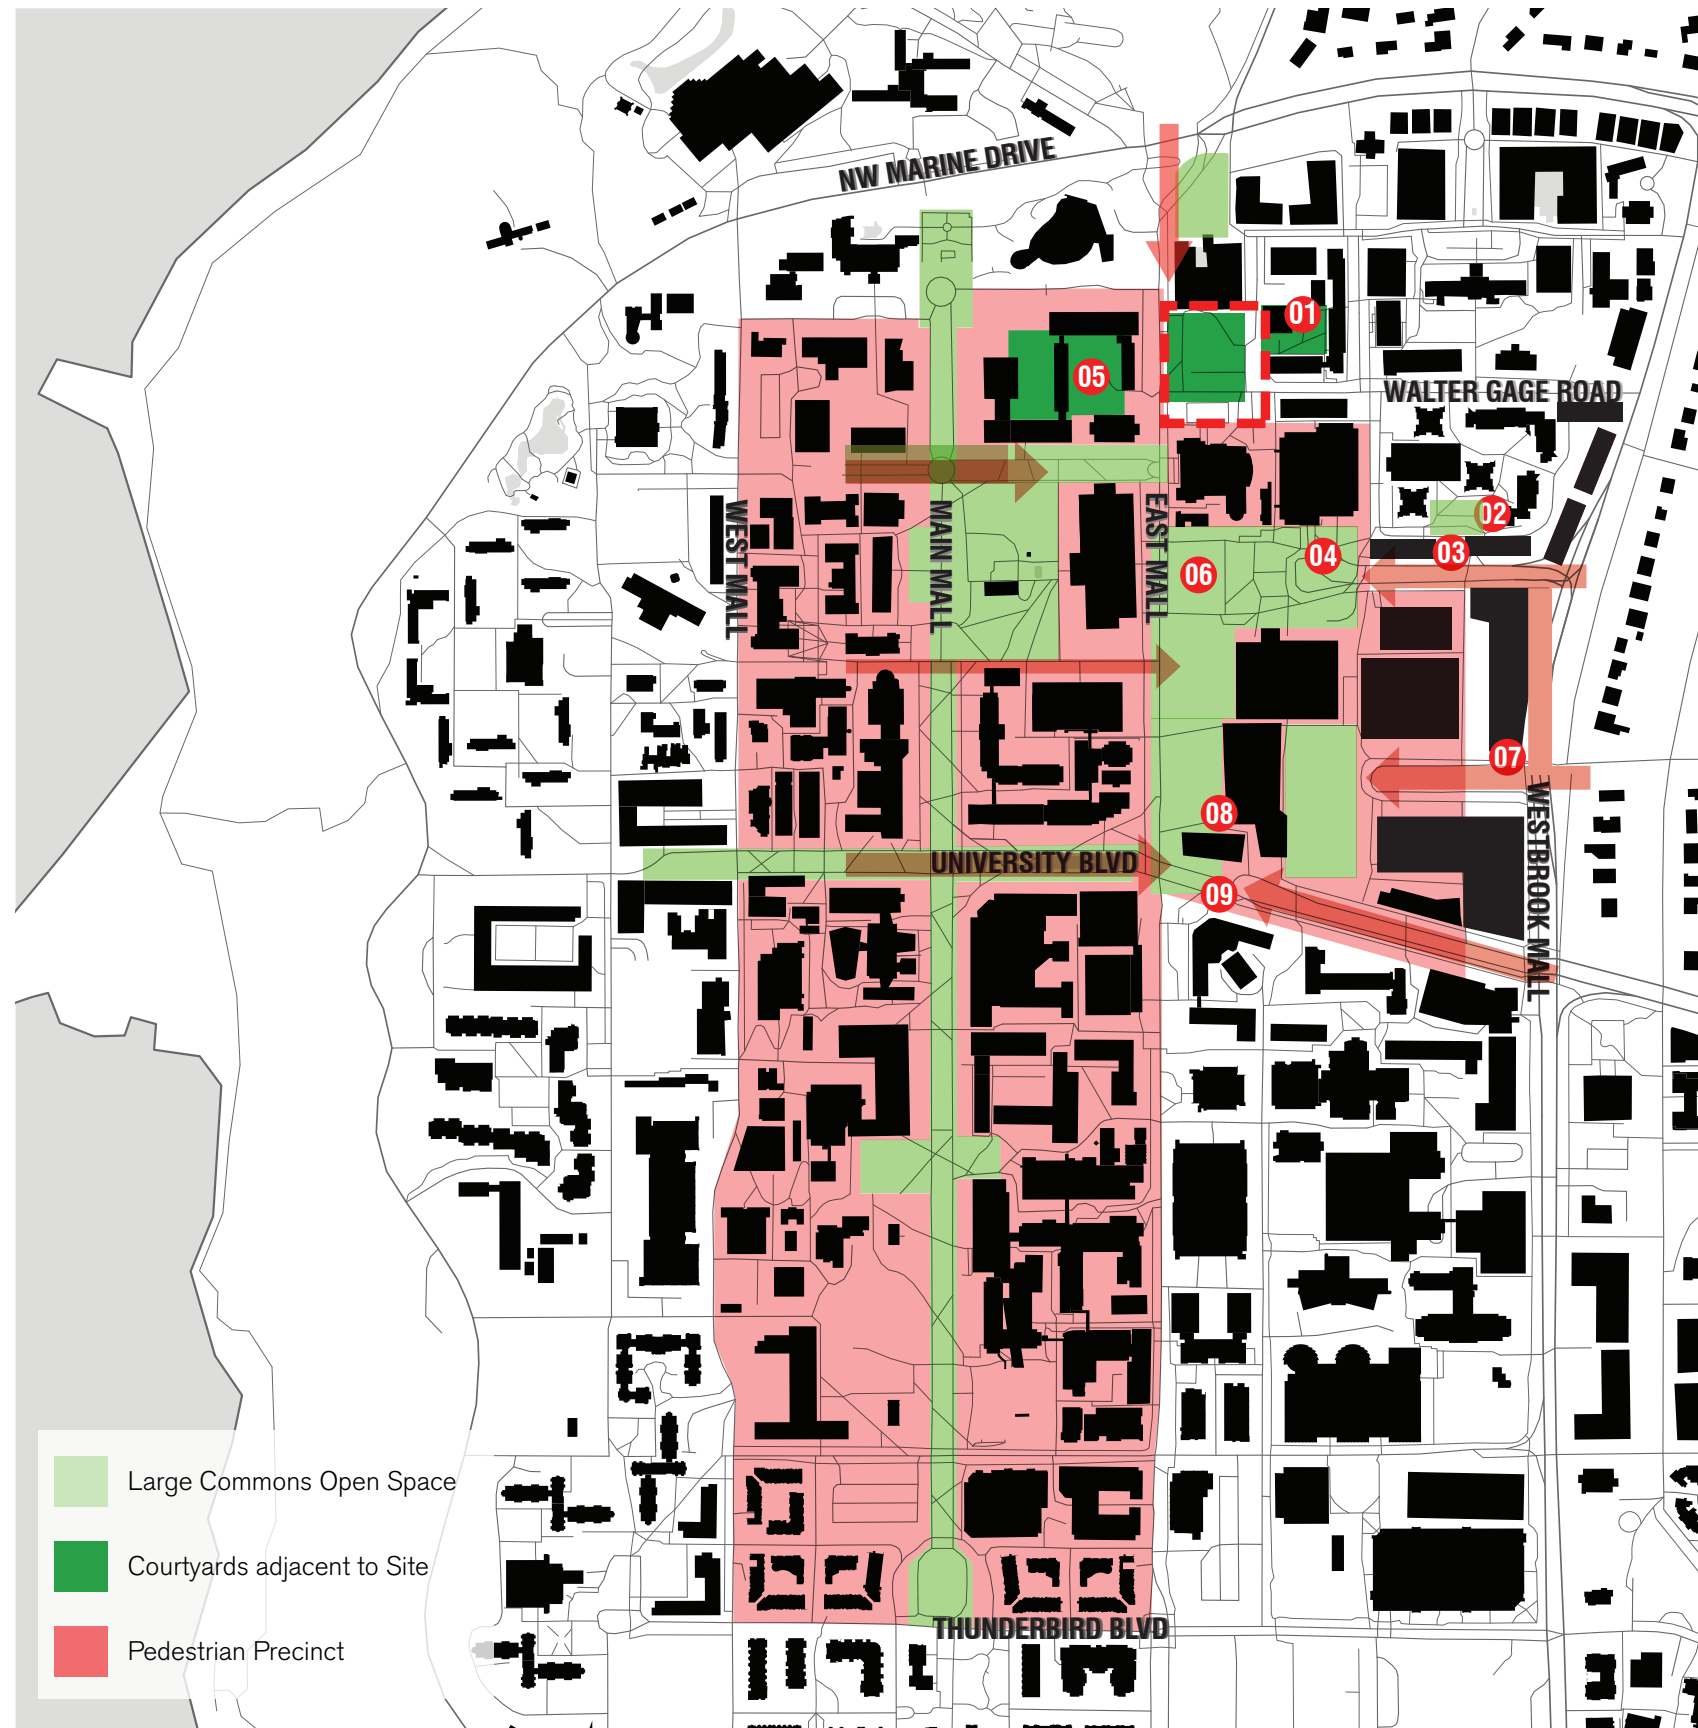 NW MARINE DRIVE
01
05
WALTER GAGE ROAD
WEST MALL
MAIN MALL
EAST MALL
02
03
04
06
07
WESTBROOK MALL
08
UNIVERSITY BLVD
09
Large Commons Open Space
Courtyards adjacent to Site
Pedestrian Precinct
THUNDERBIRD BLVD